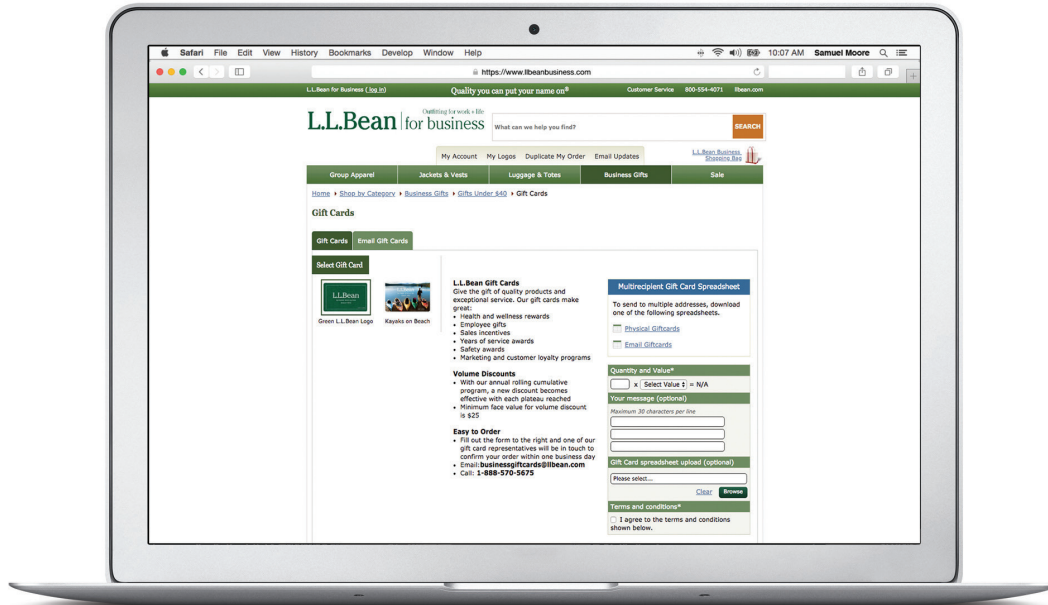 Safari File Edit View History Bookmarks Develop Window Help 10:07 AM Samuel Moore
https://www.llbeanbusiness.com
L.L.Bean for Business ( log in) Quality you can put your name on® Customer Service 800-554-4071 llbean.com
Outfitting for work + life
L.L.Bean for business
What can we help you find? SEARCH
My Account My Logos Duplicate My Order Email Updates
L.L.Bean Business
Shopping Bag
Group Apparel Jackets & Vests Luggage & Totes Business Gifts Sale
Home Shop by Category Business Gifts Gifts Under $40 Gift Cards
Gift Cards
Gift Cards Email Gift Cards
Select Gift Card
L.L.Bean
Green L.L.Bean Logo Kayaks on Beach
L.L.Bean Gift Cards
Give the gift of quality products and
exceptional service. Our gift cards make
great:
• Health and wellness rewards
• Employee gifts
• Sales incentives
• Years of service awards
• Safety awards
• Marketing and customer loyalty programs
Volume Discounts
• With our annual rolling cumulative
program, a new discount becomes
effective with each plateau reached
• Minimum face value for volume discount
is $25
Easy to Order
• Fill out the form to the right and one of our
gift card representatives will be in touch to
confirm your order within one business day
• Email:businessgiftcards@llbean.com
• Call: 1-888-570-5675
Multirecipient Gift
Card Spreadsheet
To send to multiple addresses, download
one of the following spreadsheets.
Physical Giftcards
Email Giftcards
Quantity and Value*
x Select Value = N/A
Your message (optional)
Maximum 30 characters per line
Gift Card spreadsheet upload (optional)
Please select...
Clear Browse
Terms and conditions*
I agree to the terms and conditions
shown below.